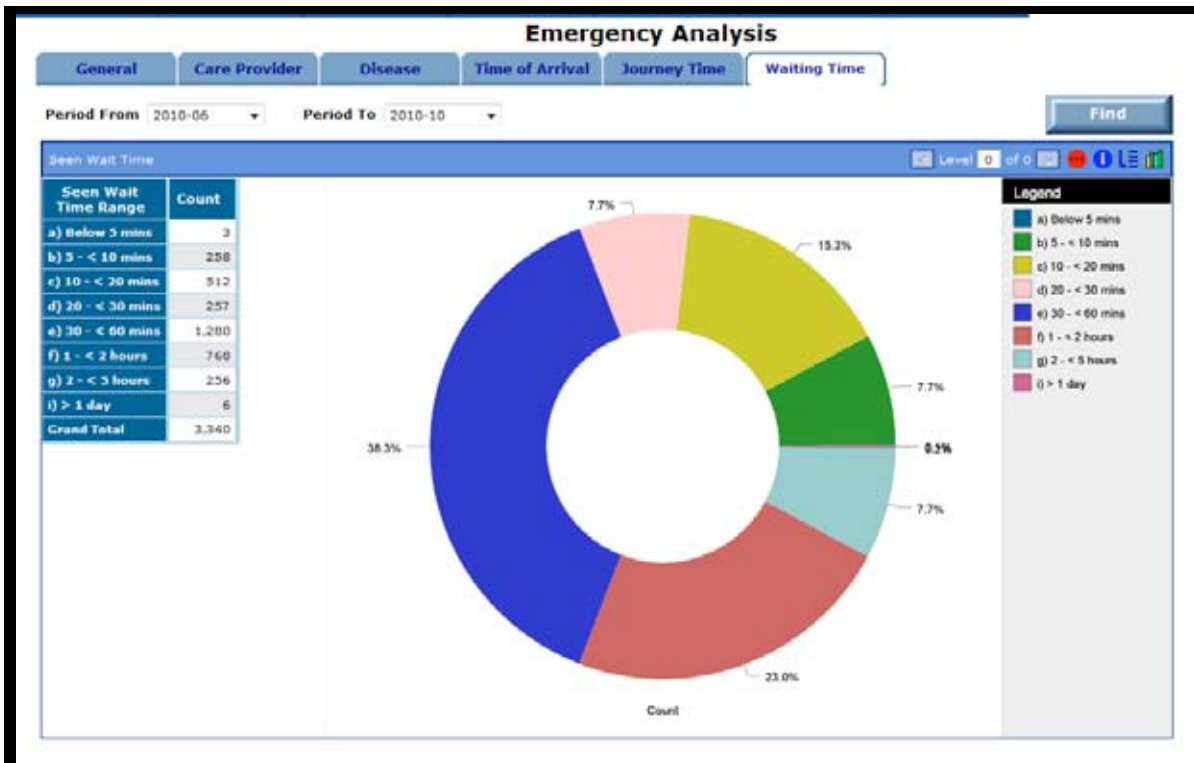 Emergency Analysis
General Care Provider Disease Time of Arrival Journey Time Waiting Time
Period From 2010-06 Period To 2010-10 Find
Seen Wait Time Level 0 of 0
Seen Wait Time Range Count
a) Below 5 mins 3
b) 5 - < 10 mins 258
c) 10 - < 20 mins 512
d) 20 - < 30 mins 257
e) 30 - < 60 mins 1,280
f) 1 - < 2 hours 768
g) 2 - < 5 hours 256
i) > 1 day 6
Grand Total 3,340
7.7%
15.3%
7.7%
38.3%
7.7%
23.0%
Count
Legend
a) Below 5 mins
b) 5 - < 10 mins
c) 10 - < 20 mins
d) 20 - < 30 mins
e) 30 - < 60 mins
f) 1 - < 2 hours
g) 2 - < 5 hours
i) > 1 day